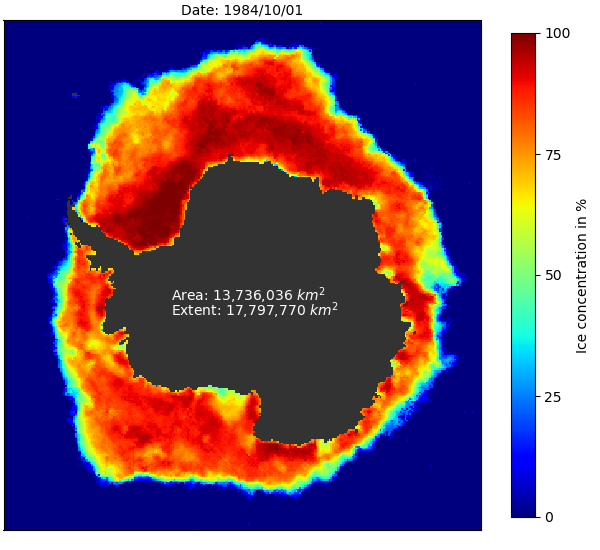 Date: 1984/10/01
100
75
50
25
0
Ice concentration in %
Area: 13,736,036 km²
Extent: 17,797,770 km²